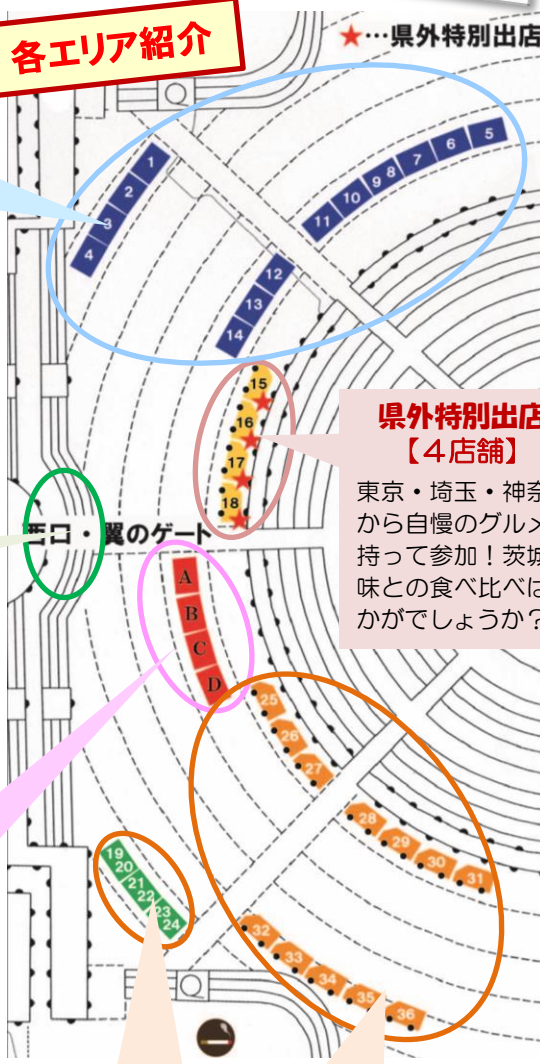 各エリア紹介
★…県外特別出店
1
2
3
4
5
6
7
8
9
10
11
12
13
14
15
16
17
18
県外特別出店
【4店舗】
東京・埼玉・神奈
から自慢のグルメ
持って参加！茨城
味との食べ比べは
かがでしょうか？
西口・翼のゲート
A
B
C
D
25
26
27
28
29
30
31
19
20
21
22
23
24
32
33
34
35
36